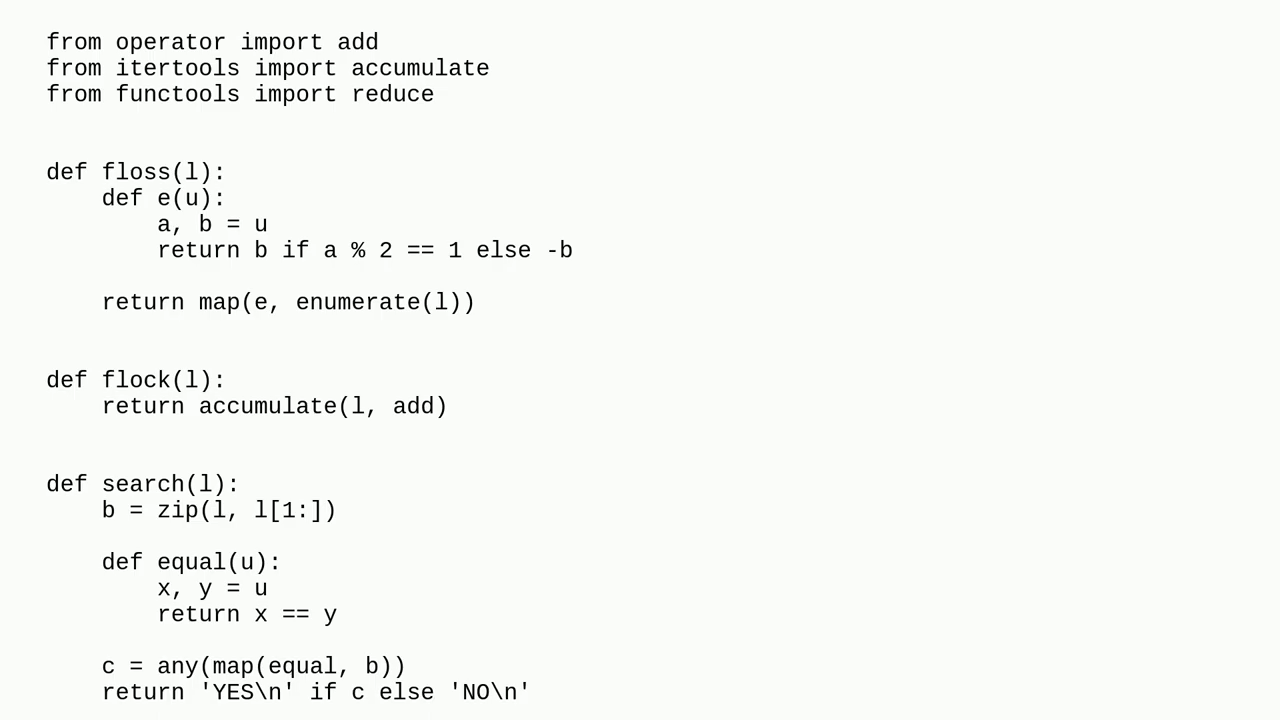 from operator import add
from itertools import accumulate
from functools import reduce
def floss(l):
    def e(u):
        a, b = u
        return b if a % 2 == 1 else -b
    return map(e, enumerate(l))
def flock(l):
    return accumulate(l, add)
def search(l):
    b = zip(l, l[1:])
    def equal(u):
        x, y = u
        return x == y
    c = any(map(equal, b))
    return 'YES\n' if c else 'NO\n'